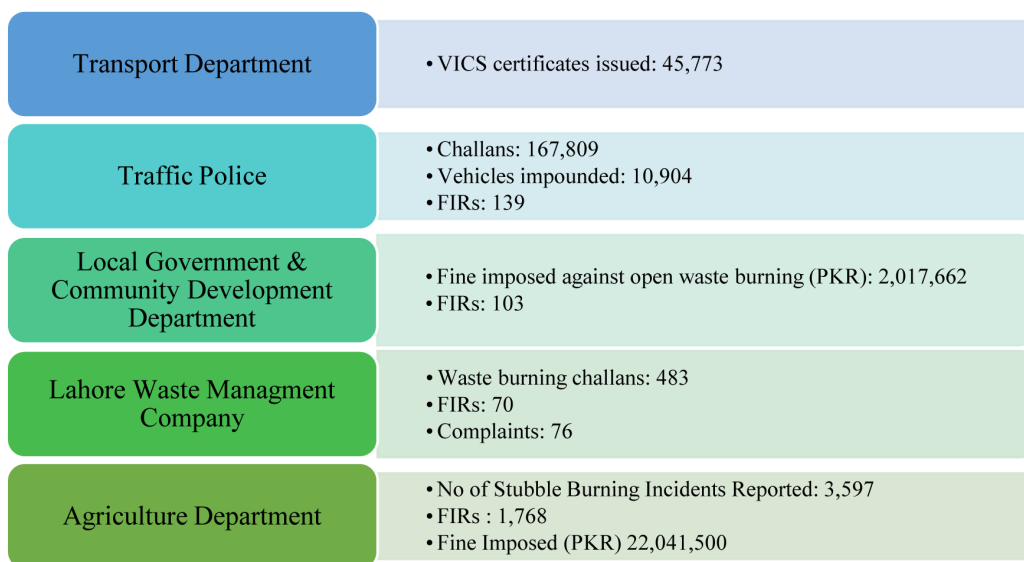 Transport Department
• VICS certificates issued: 45,773
Traffic Police
• Challans: 167,809
• Vehicles impounded: 10,904
• FIRs: 139
Local Government &
Community Development
Department
• Fine imposed against open waste burning (PKR): 2,017,662
• FIRs: 103
Lahore Waste Managment
Company
• Waste burning challans: 483
• FIRs: 70
• Complaints: 76
Agriculture Department
• No of Stubble Burning Incidents Reported: 3,597
• FIRs : 1,768
• Fine Imposed (PKR) 22,041,500